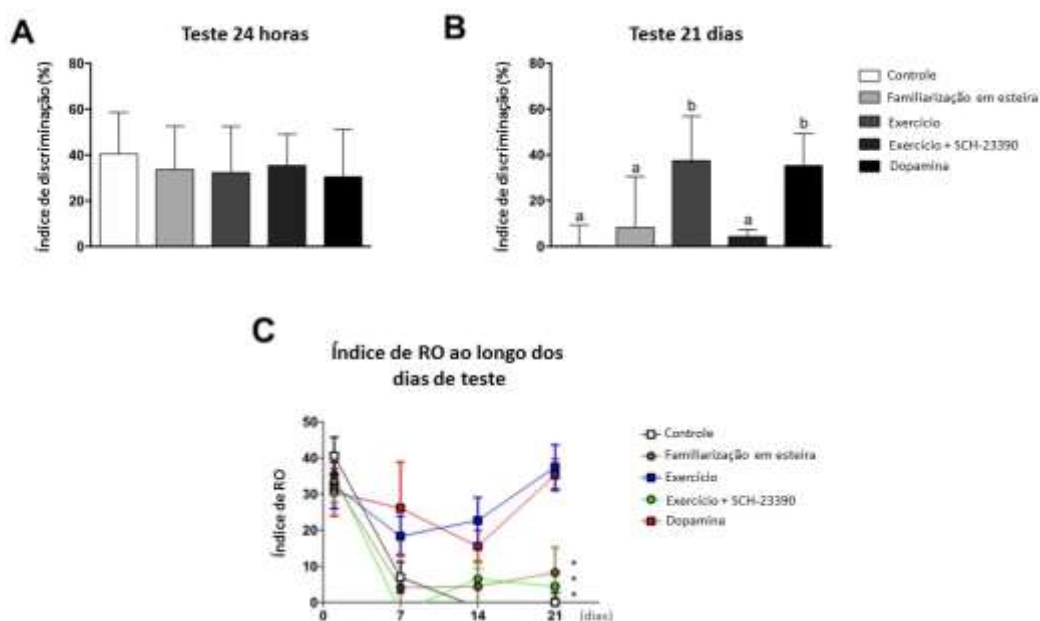 A
Teste 24 horas
Índice de discriminação (%)
80
60
40
20
0
B
Teste 21 dias
Índice de discriminação (%)
80
60
40
20
0
a
a
b
a
b
Controle
Familiarização em esteira
Exercício
Exercício + SCH-23390
Dopamina
C
Índice de RO ao longo dos
dias de teste
Índice de RO
50
40
30
20
10
0
0 7 14 21 (dias)
*
*
*
Controle
Familiarização em esteira
Exercício
Exercício + SCH-23390
Dopamina